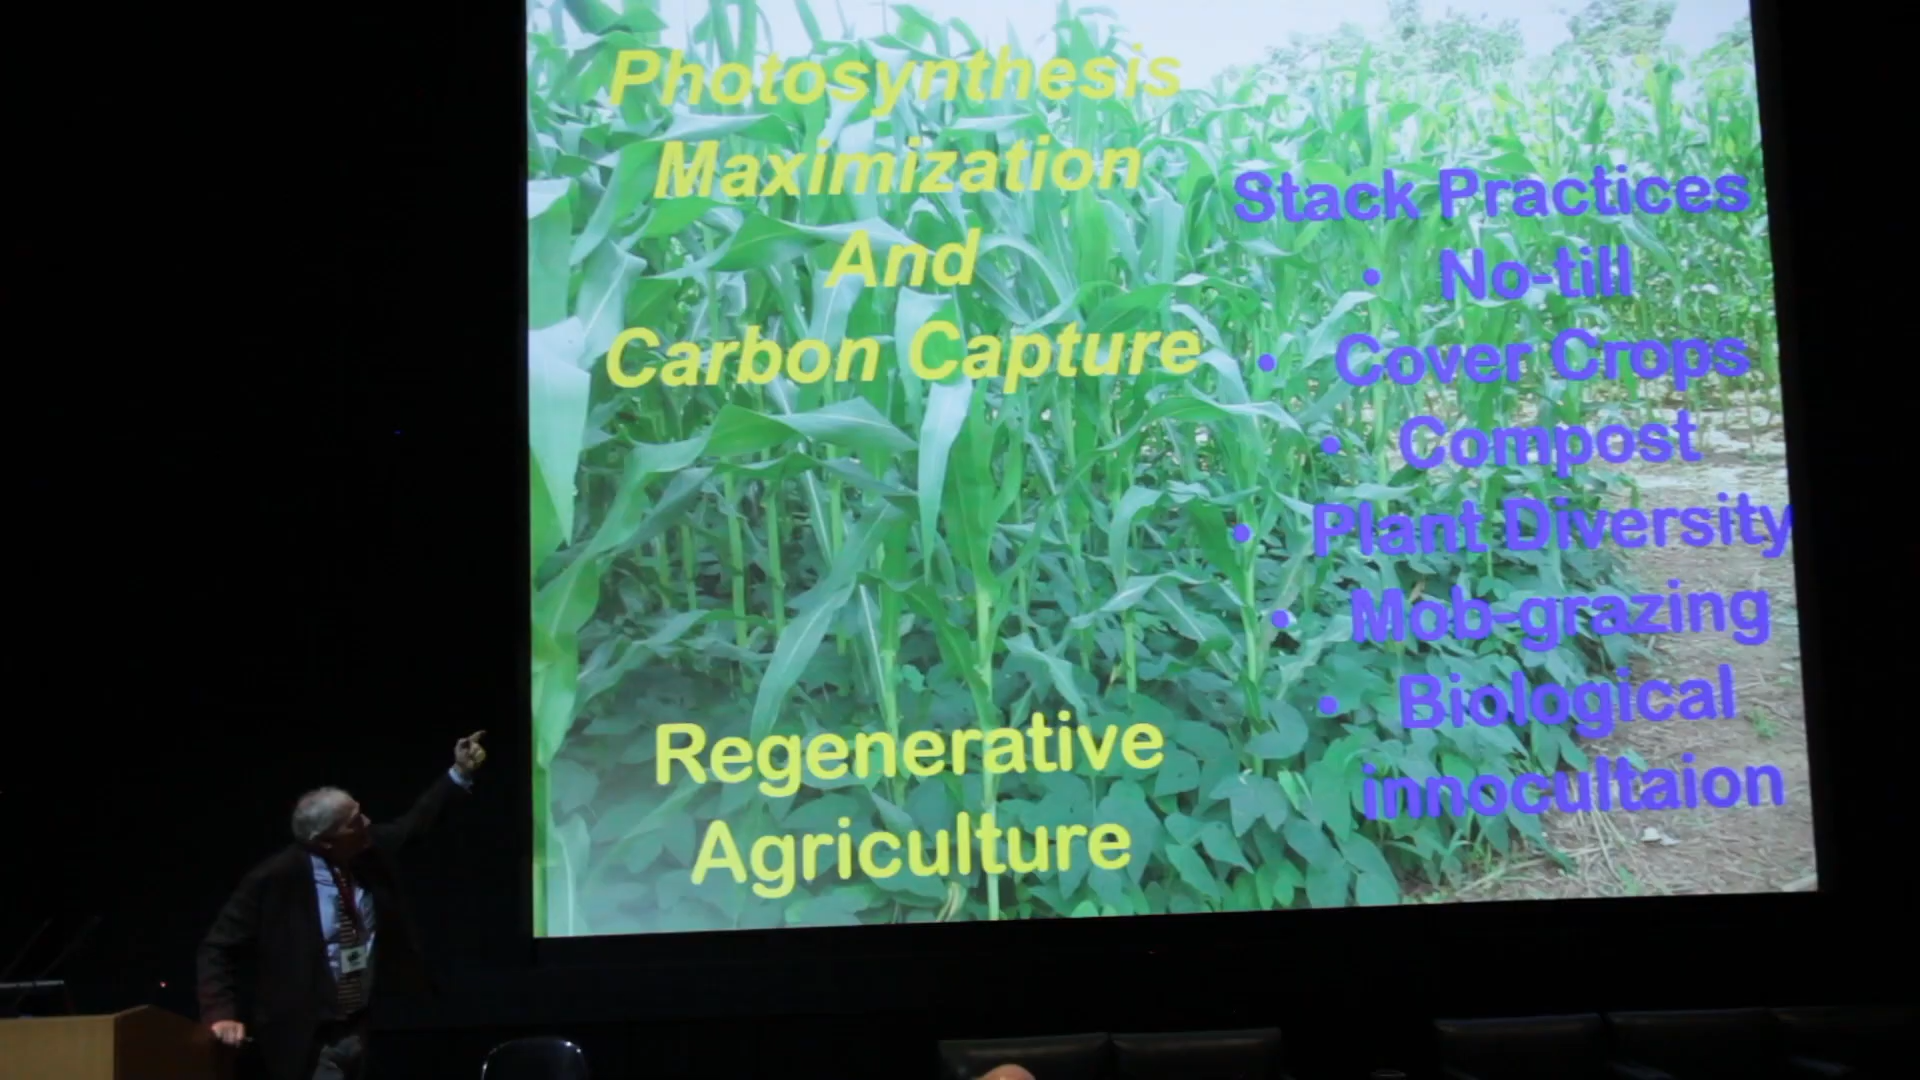 Photosynthesis
Maximization
And
Carbon Capture
Regenerative
Agriculture
Stack Practices
• No-till
• Cover Crops
• Compost
• Plant Diversity
• Mob-grazing
• Biological
innocultaion